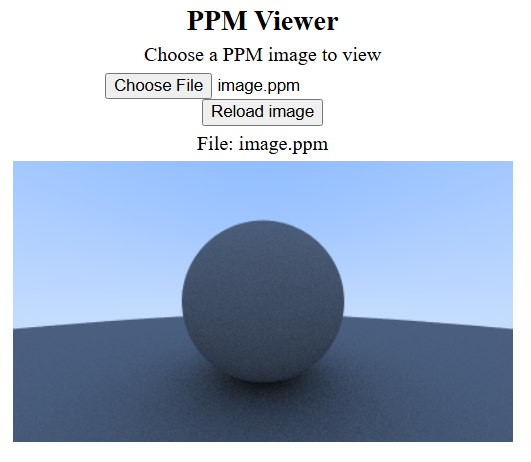 PPM Viewer
Choose a PPM image to view
Choose File image.ppm
Reload image
File: image.ppm